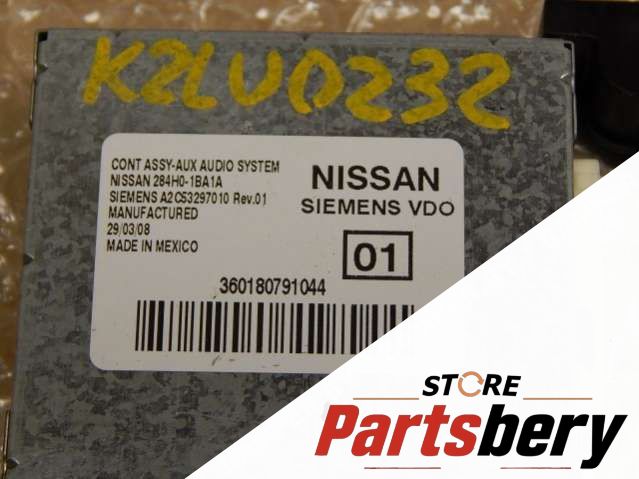 K2LU0232
CONT ASSY-AUX AUDIO SYSTEM
NISSAN 284H0-1BA1A
SIEMENS A2C53297010 Rev.01
MANUFACTURED
29/03/08
MADE IN MEXICO
NISSAN
SIEMENS VDO
01
360180791044
STORE
Partsbery